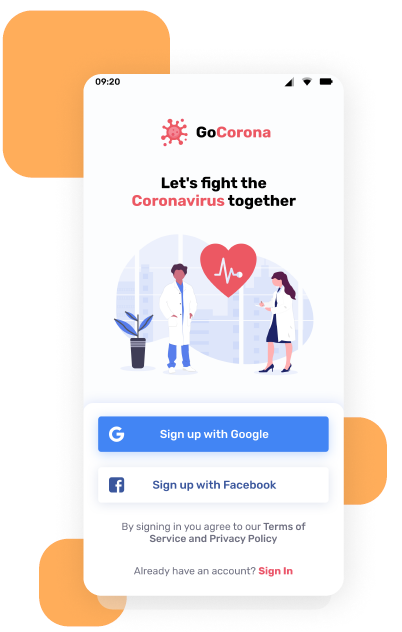 09:20
GoCorona
Let's fight the
Coronavirus together
Sign up with Google
Sign up with Facebook
By signing in you agree to our Terms of
Service and Privacy Policy
Already have an account? Sign In